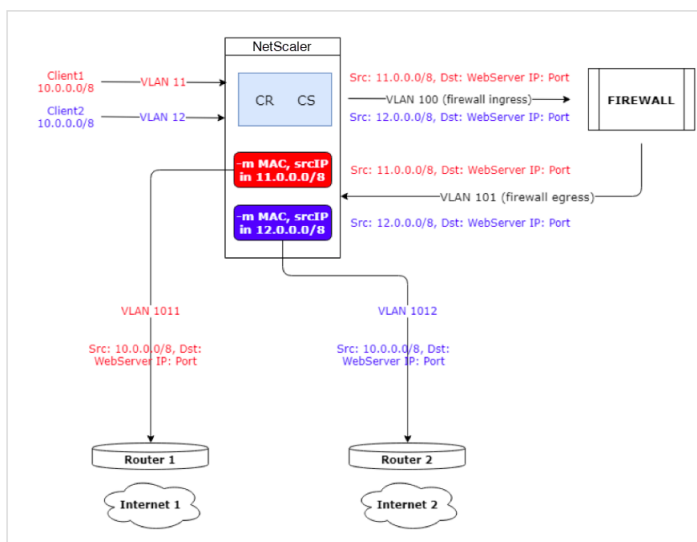 NetScaler
Client1
10.0.0.0/8
VLAN 11
Client2
10.0.0.0/8
VLAN 12
CR CS
Src: 11.0.0.0/8, Dst: WebServer IP: Port
VLAN 100 (firewall ingress)
Src: 12.0.0.0/8, Dst: WebServer IP: Port
FIREWALL
-m MAC, srcIP
in 11.0.0.0/8
Src: 11.0.0.0/8, Dst: WebServer IP: Port
VLAN 101 (firewall egress)
-m MAC, srcIP
in 12.0.0.0/8
Src: 12.0.0.0/8, Dst: WebServer IP: Port
VLAN 1011
VLAN 1012
Src: 10.0.0.0/8, Dst:
WebServer IP: Port
Src: 10.0.0.0/8, Dst:
WebServer IP: Port
Router 1
Router 2
Internet 1
Internet 2